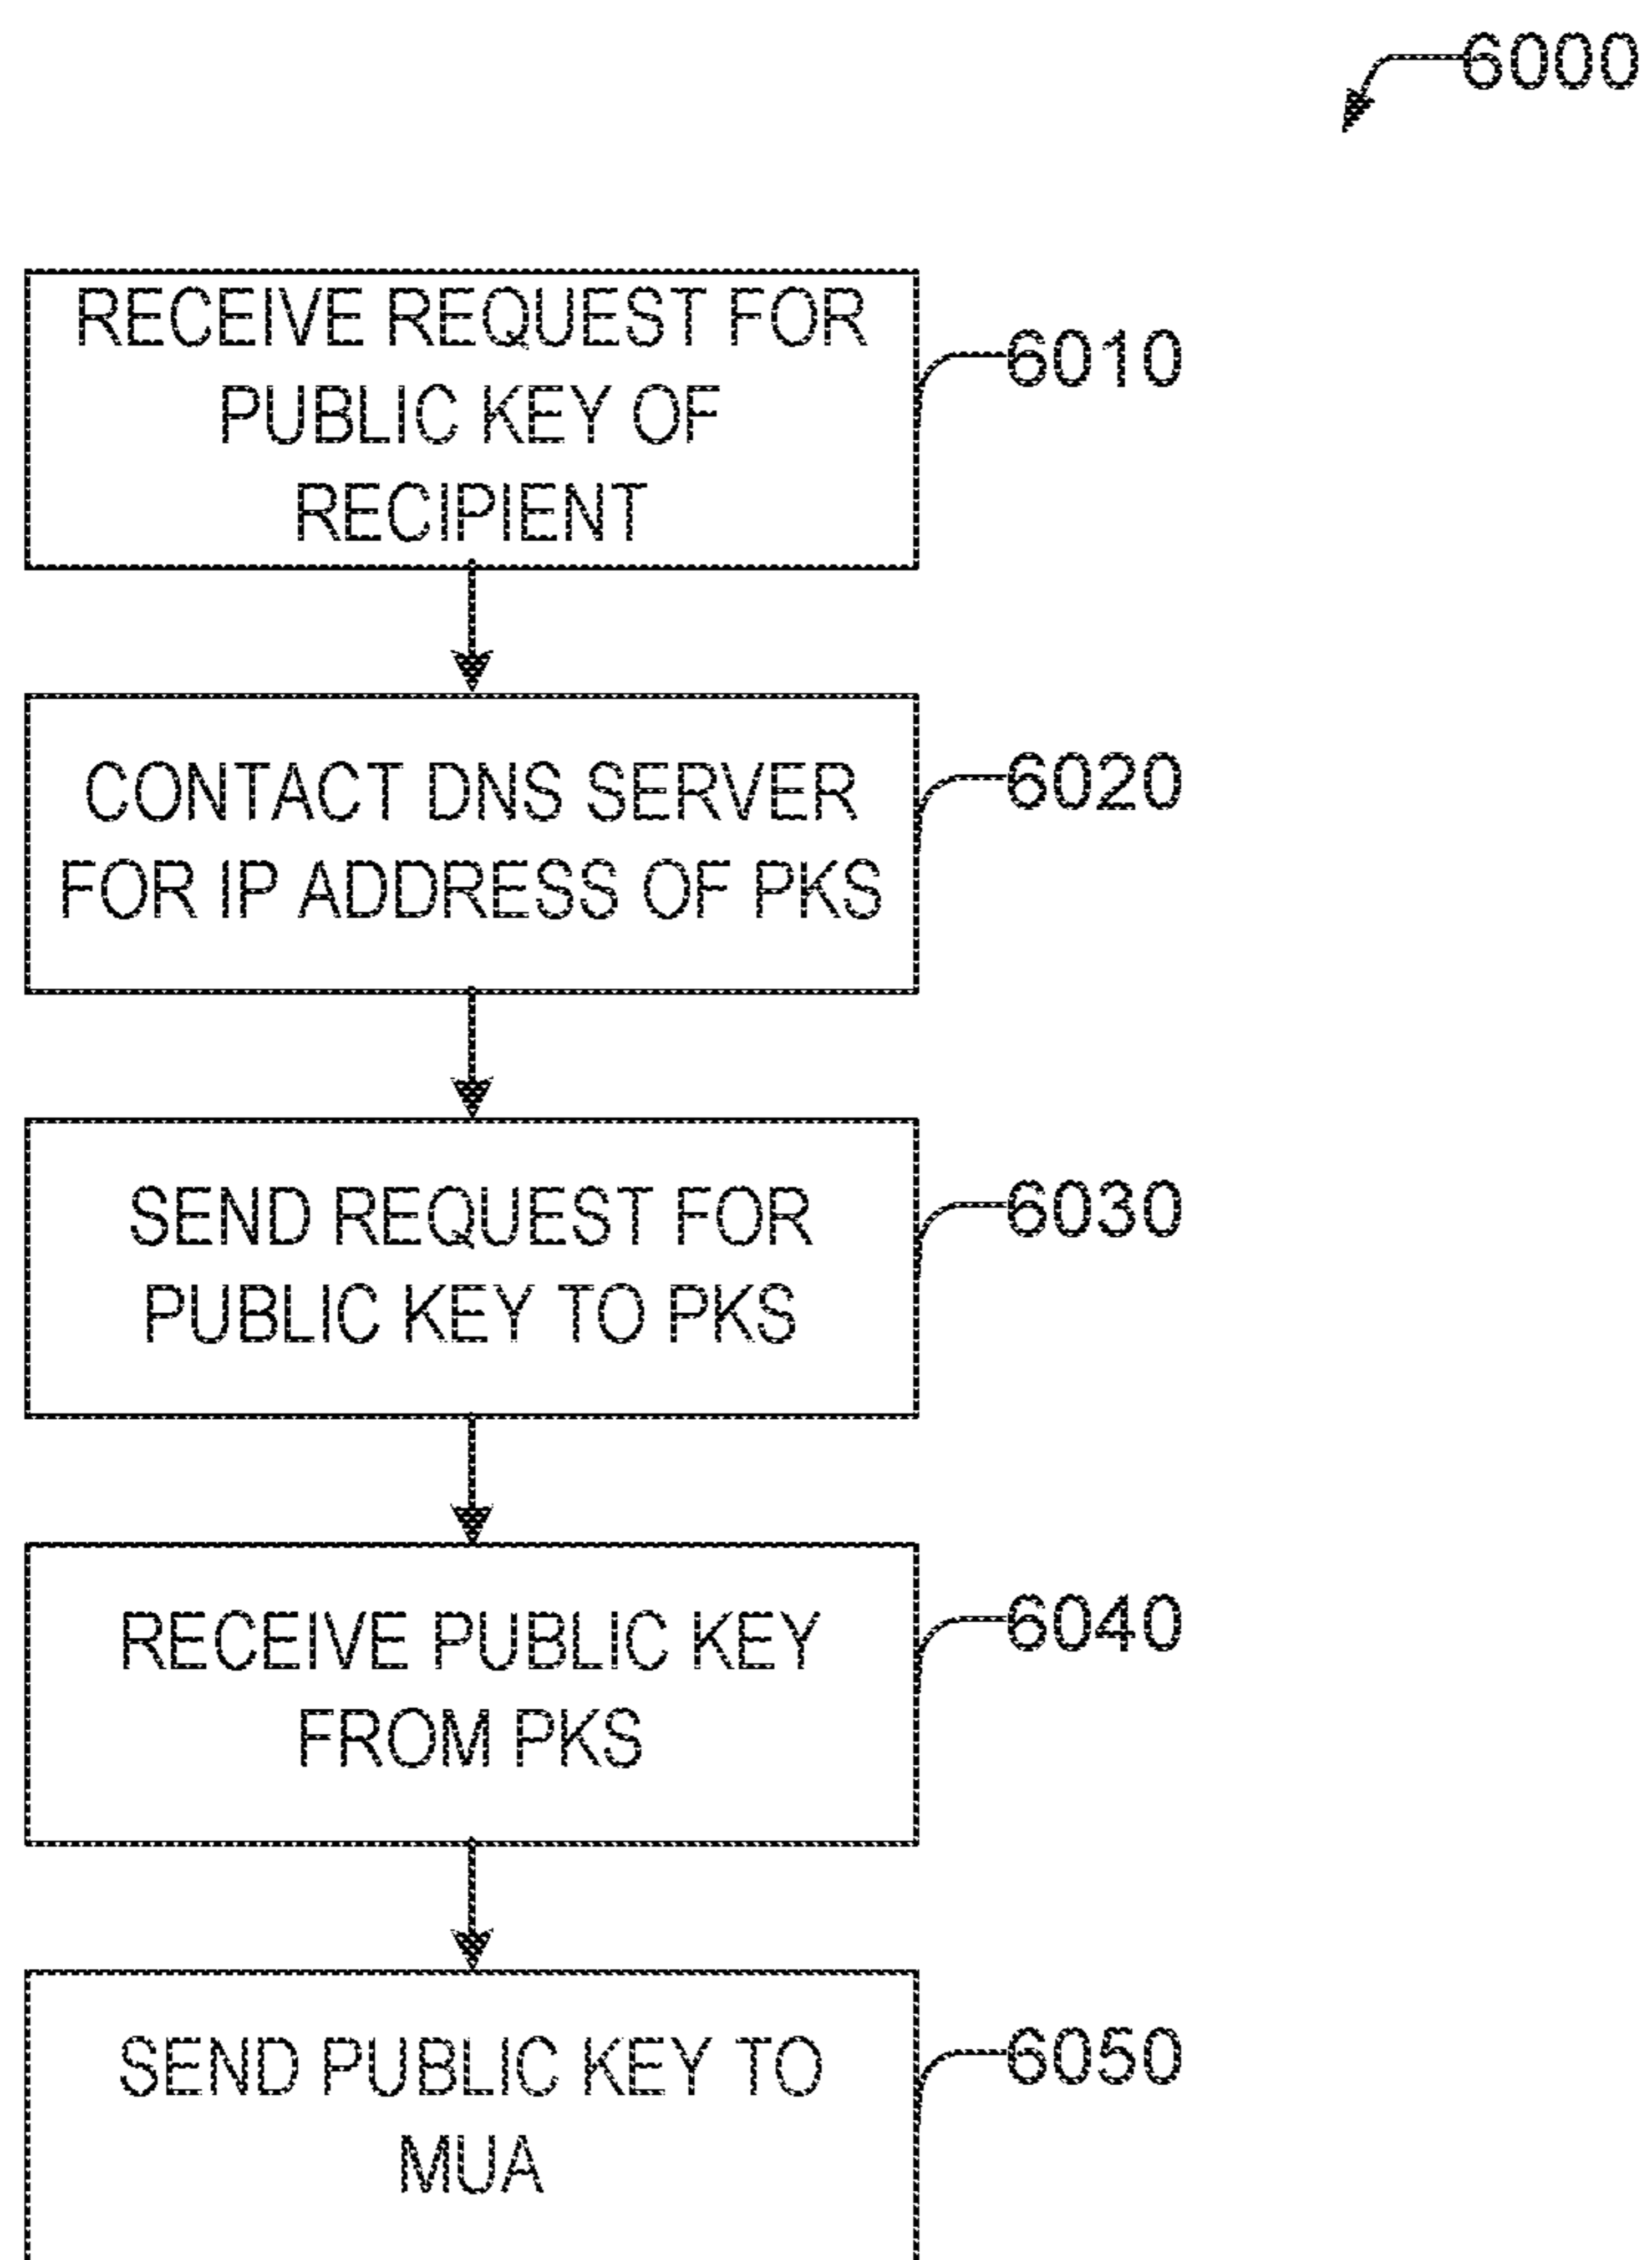 6000
RECEIVE REQUEST FOR
PUBLIC KEY OF
RECIPIENT
6010
CONTACT DNS SERVER
FOR IP ADDRESS OF PKS
6020
SEND REQUEST FOR
PUBLIC KEY TO PKS
6030
RECEIVE PUBLIC KEY
FROM PKS
6040
SEND PUBLIC KEY TO
MUA
6050